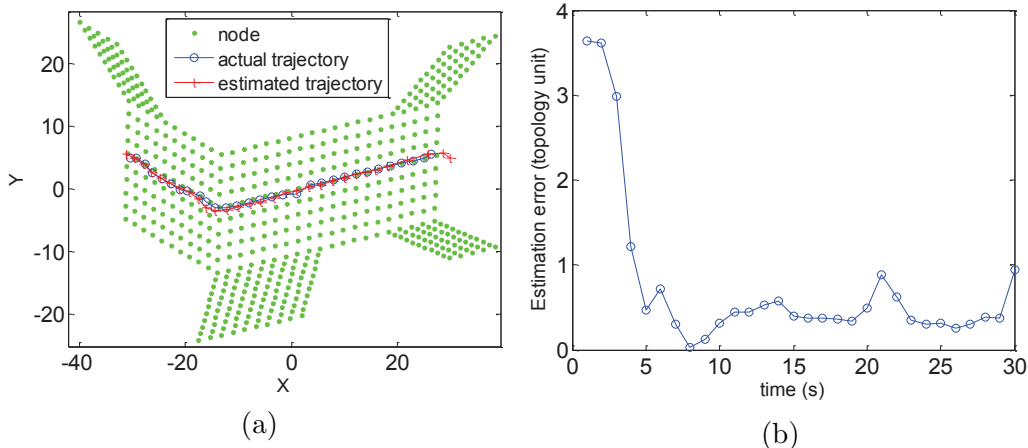 20
10
0
-10
-20
Y
-40
-20
0
20
X
node
actual trajectory
estimated trajectory
(a)
4
3
2
1
0
Estimation error (topology unit)
0
5
10
15
20
25
30
time (s)
(b)